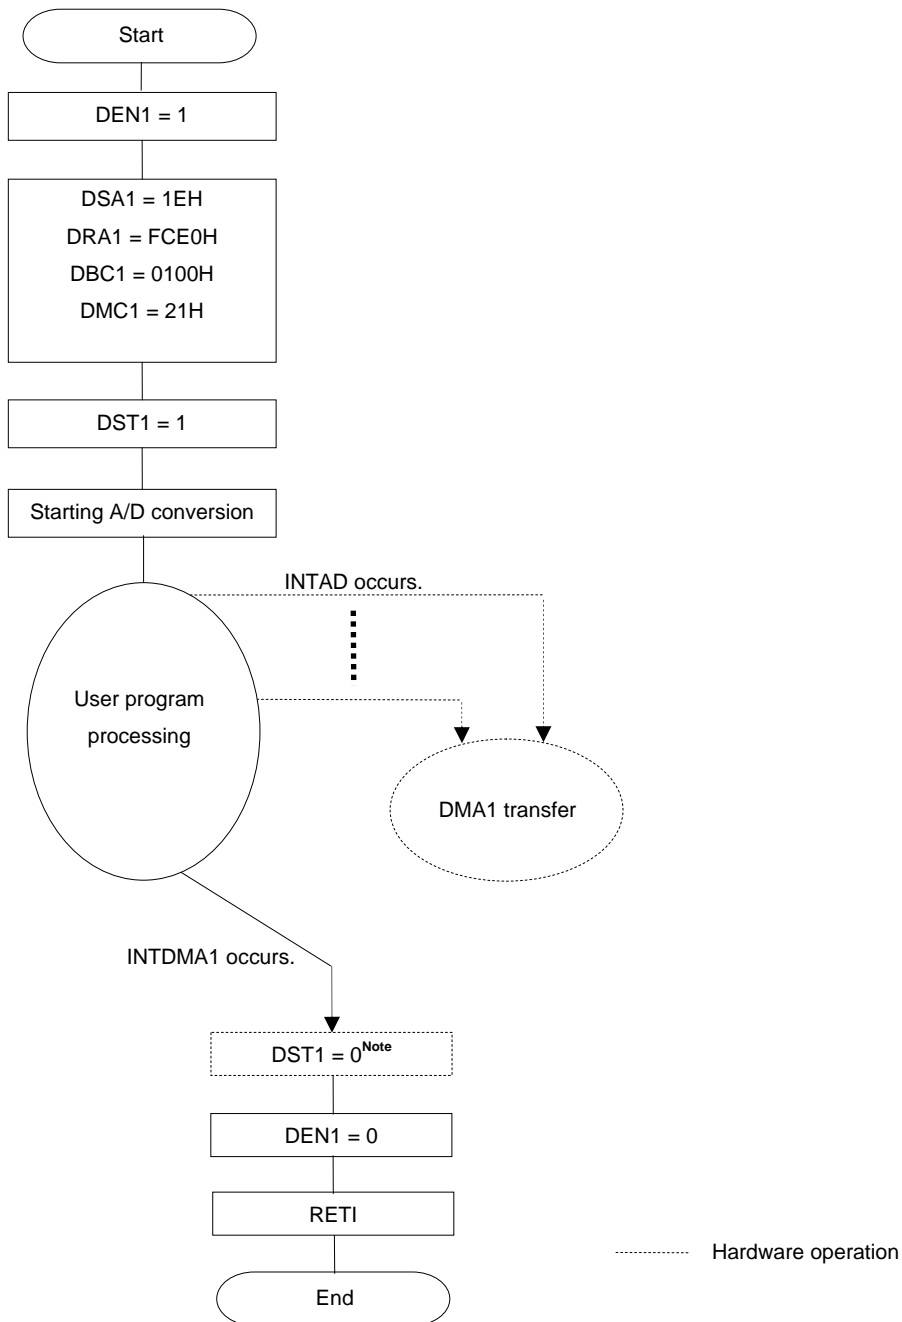 Start
DEN1 = 1
DSA1 = 1EH
DRA1 = FCE0H
DBC1 = 0100H
DMC1 = 21H
DST1 = 1
Starting A/D conversion
INTAD occurs.
User program
processing
DMA1 transfer
INTDMA1 occurs.
DST1 = 0Note
DEN1 = 0
RETI
Hardware operation
End